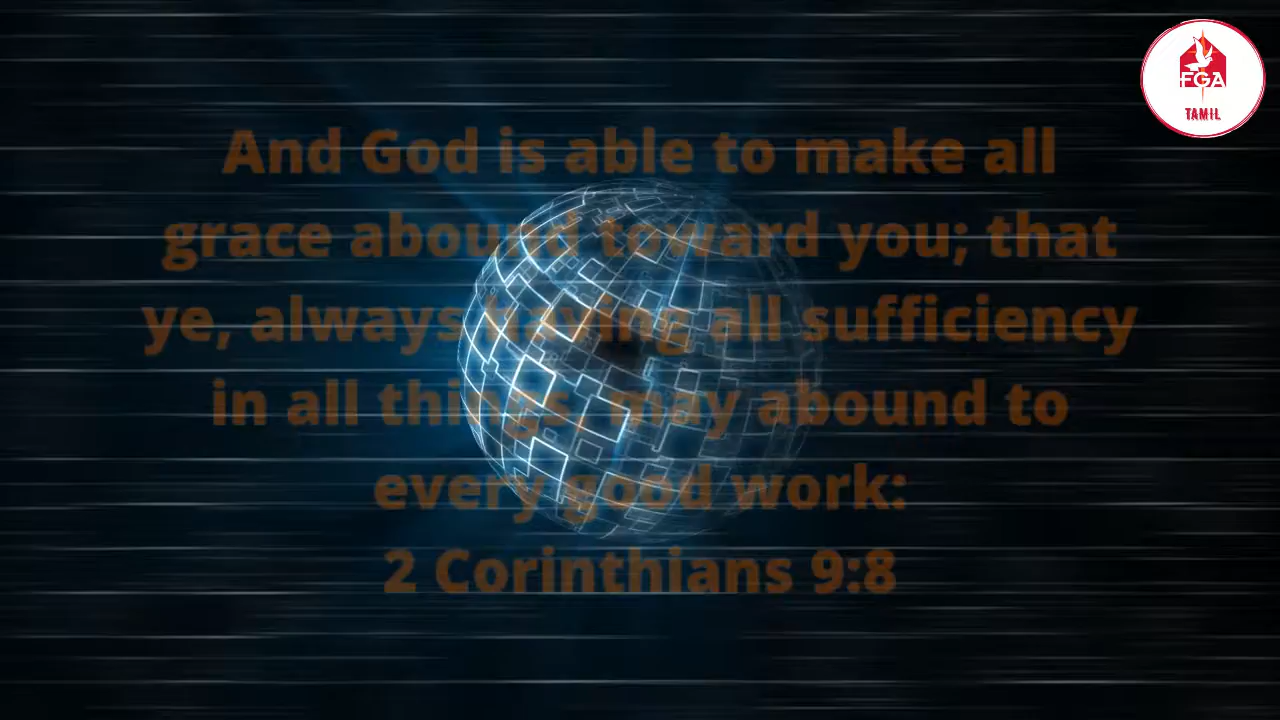 And God is able to make all
grace abound toward you; that
ye, always having all sufficiency
in all things, may abound to
every good work:
2 Corinthians 9:8
FGA
TAMIL